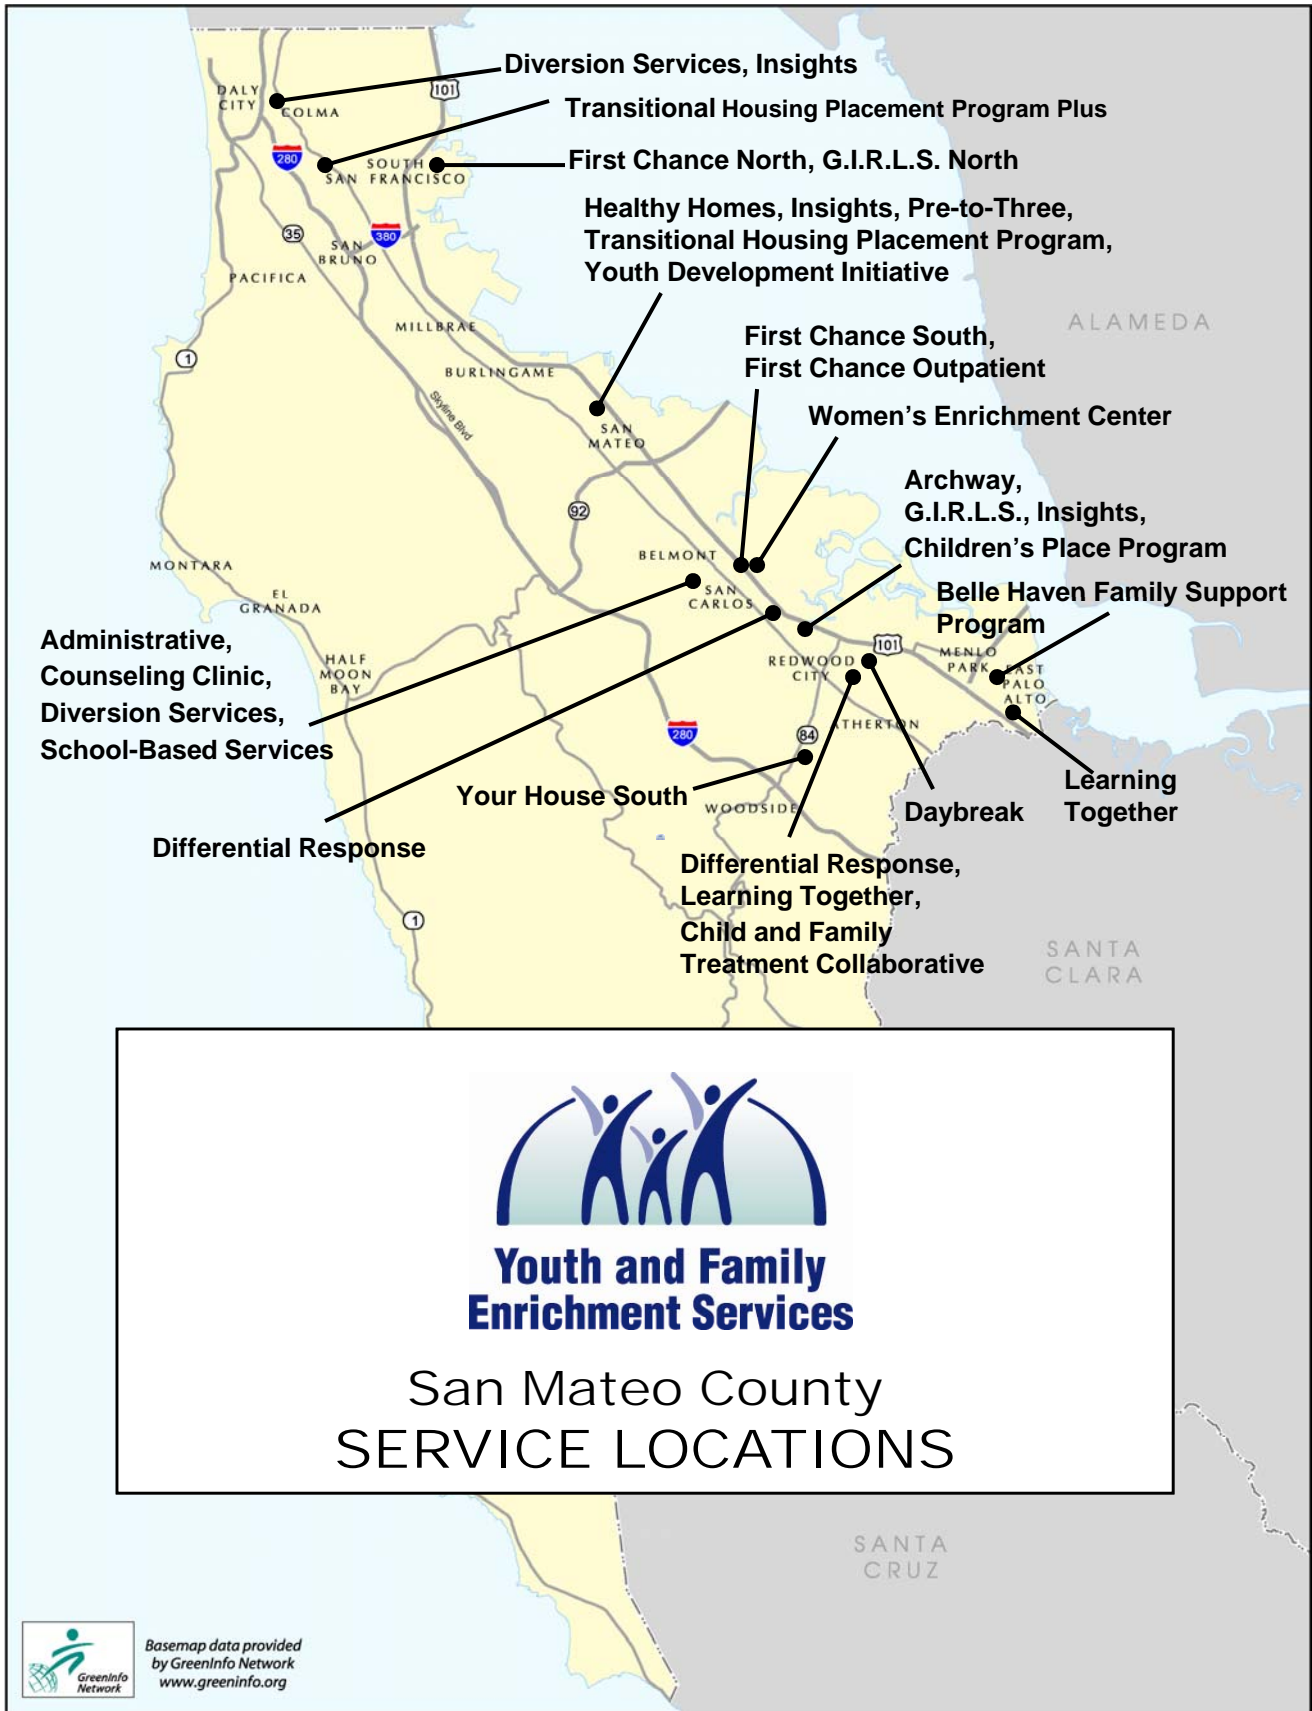 Diversion Services, Insights
DALY
CITY
COLMA
101
Transitional Housing Placement Program Plus
280
SOUTH
SAN FRANCISCO
First Chance North, G.I.R.L.S. North
Healthy Homes, Insights, Pre-to-Three,
Transitional Housing Placement Program,
Youth Development Initiative
35
380
SAN
BRUNO
PACIFICA
ALAMEDA
MILLBRAE
First Chance South,
First Chance Outpatient
1
BURLINGAME
Skyline Blvd
Women's Enrichment Center
SAN
MATEO
Archway,
G.I.R.L.S., Insights,
Children's Place Program
92
BELMONT
MONTARA
SAN
CARLOS
Belle Haven Family Support
Program
EL
GRANADA
Administrative,
Counseling Clinic,
Diversion Services,
School-Based Services
HALF
MOON
BAY
REDWOOD
CITY
101
MENLO
PARK
EAST
PALO
ALTO
280
84
ATHERTON
Your House South
WOODSIDE
Daybreak
Learning
Together
Differential Response
Differential Response,
Learning Together,
Child and Family
Treatment Collaborative
1
SANTA
CLARA
Youth and Family
Enrichment Services
San Mateo County
SERVICE LOCATIONS
SANTA
CRUZ
GreenInfo
Network
Basemap data provided
by GreenInfo Network
www.greeninfo.org